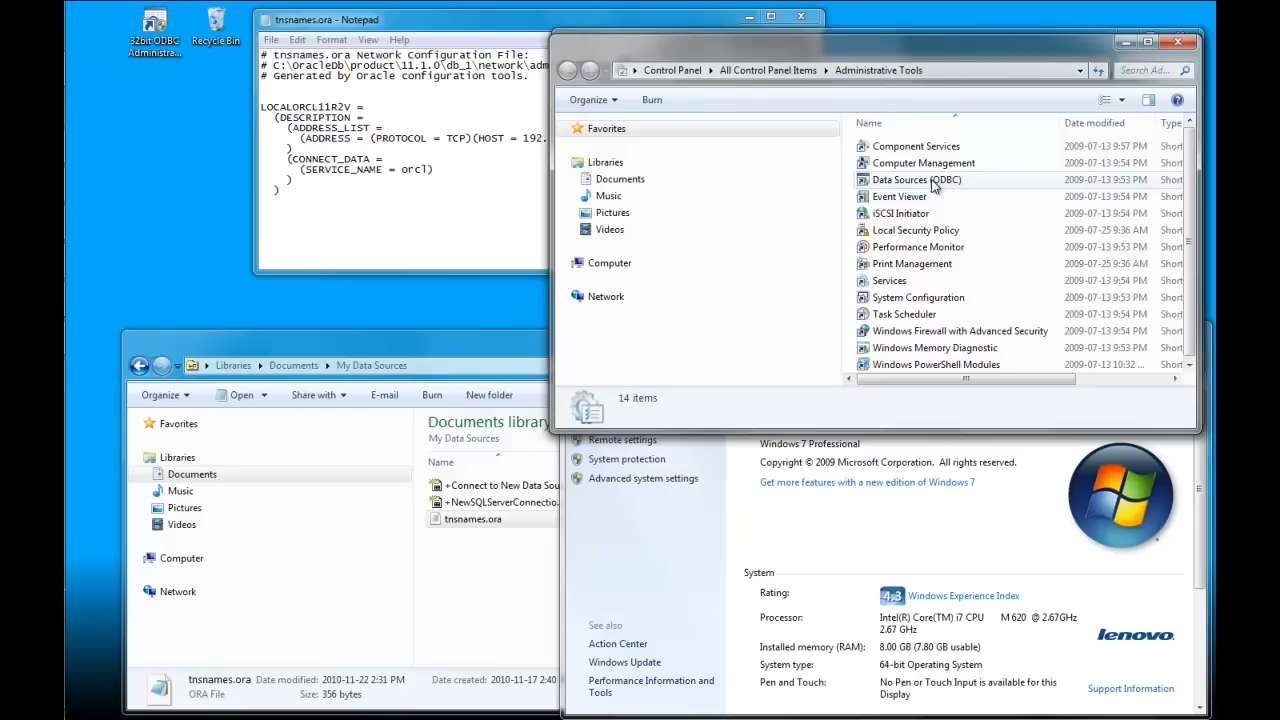 32bit ODBC
Administra...
Recycle Bin
tnsnames.ora - Notepad
File Edit Format View Help
# tnsnames.ora Network Configuration File:
# C:\OracleDb\product\11.1.0\db_1\network\adm
# Generated by Oracle configuration tools.
LOCALORCL11R2V =
(DESCRIPTION =
(ADDRESS_LIST =
(ADDRESS = (PROTOCOL = TCP)(HOST = 192.
)
(CONNECT_DATA =
(SERVICE_NAME = orcl)
)
)
Control Panel All Control Panel Items Administrative Tools
Search Ad...
Organize Burn
Favorites
Libraries
Documents
Music
Pictures
Videos
Computer
Network
Name Date modified Type
Component Services 2009-07-13 9:57 PM Short
Computer Management 2009-07-13 9:54 PM Short
Data Sources (ODBC) 2009-07-13 9:53 PM Short
Event Viewer 2009-07-13 9:54 PM Short
iSCSI Initiator 2009-07-13 9:54 PM Short
Local Security Policy 2009-07-25 9:36 AM Short
Performance Monitor 2009-07-13 9:53 PM Short
Print Management 2009-07-25 9:36 AM Short
Services 2009-07-13 9:54 PM Short
System Configuration 2009-07-13 9:53 PM Short
Task Scheduler 2009-07-13 9:54 PM Short
Windows Firewall with Advanced Security 2009-07-13 9:54 PM Short
Windows Memory Diagnostic 2009-07-13 9:53 PM Short
Windows PowerShell Modules 2009-07-13 10:32 ... Short
14 items
Libraries Documents My Data Sources
Organize Open Share with E-mail Burn New folder
Favorites
Libraries
Documents
Music
Pictures
Videos
Computer
Network
Documents library
My Data Sources
Name
+Connect to New Data Sou
+NewSQLServerConnectio.
tnsnames.ora
tnsnames.ora Date modified: 2010-11-22 2:31 PM Date created: 2010-11-17 2:40
ORA File Size: 356 bytes
Remote settings
System protection
Advanced system settings
See also
Action Center
Windows Update
Performance Information and
Tools
Windows 7 Professional
Copyright © 2009 Microsoft Corporation. All rights reserved.
Get more features with a new edition of Windows 7
System
Rating: 4,3 Windows Experience Index
Processor: Intel(R) Core(TM) i7 CPU M 620 @ 2.67GHz
2.67 GHz
Installed memory (RAM): 8.00 GB (7.80 GB usable)
System type: 64-bit Operating System
Pen and Touch: No Pen or Touch Input is available for this
Display
lenovo.
Support Information